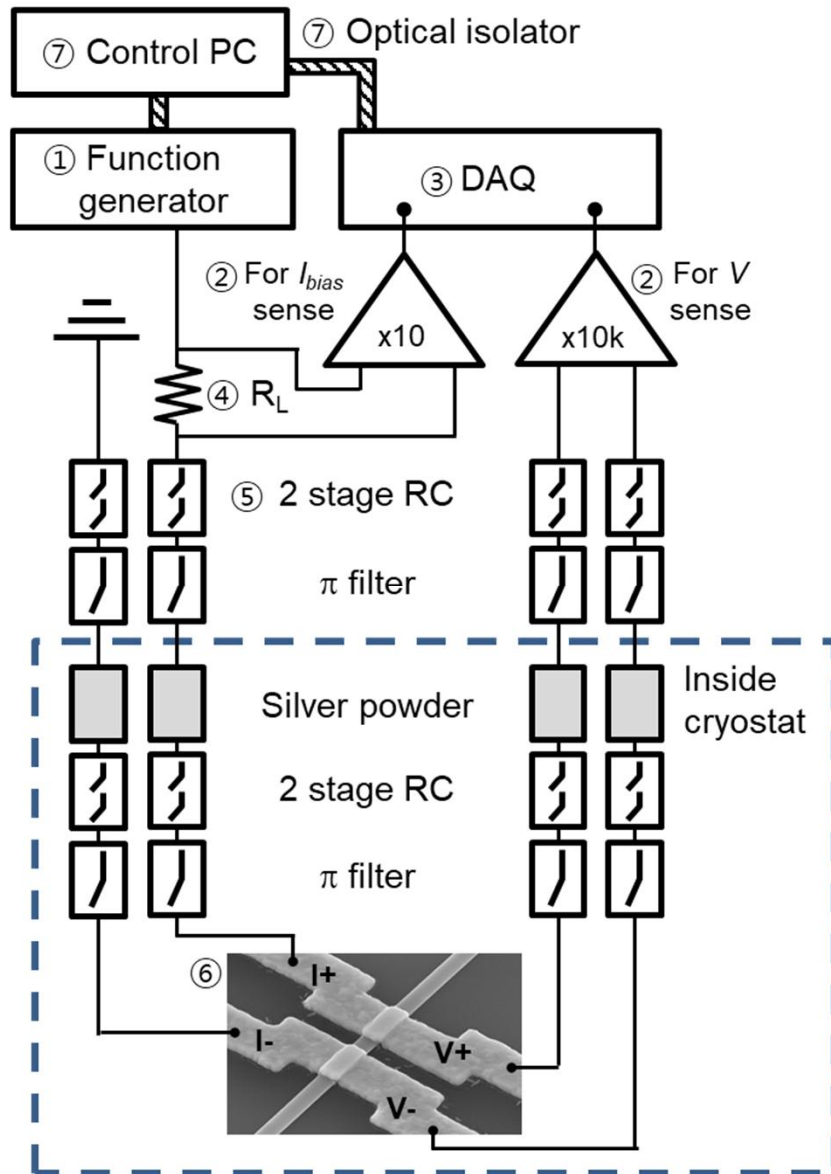 ⑦ Control PC
⑦ Optical isolator
① Function
generator
③ DAQ
② For I_bias
sense
② For V
sense
x10
x10k
④ R_L
⑤ 2 stage RC
π filter
Silver powder
Inside
cryostat
2 stage RC
π filter
⑥
I+
I-
V+
V-